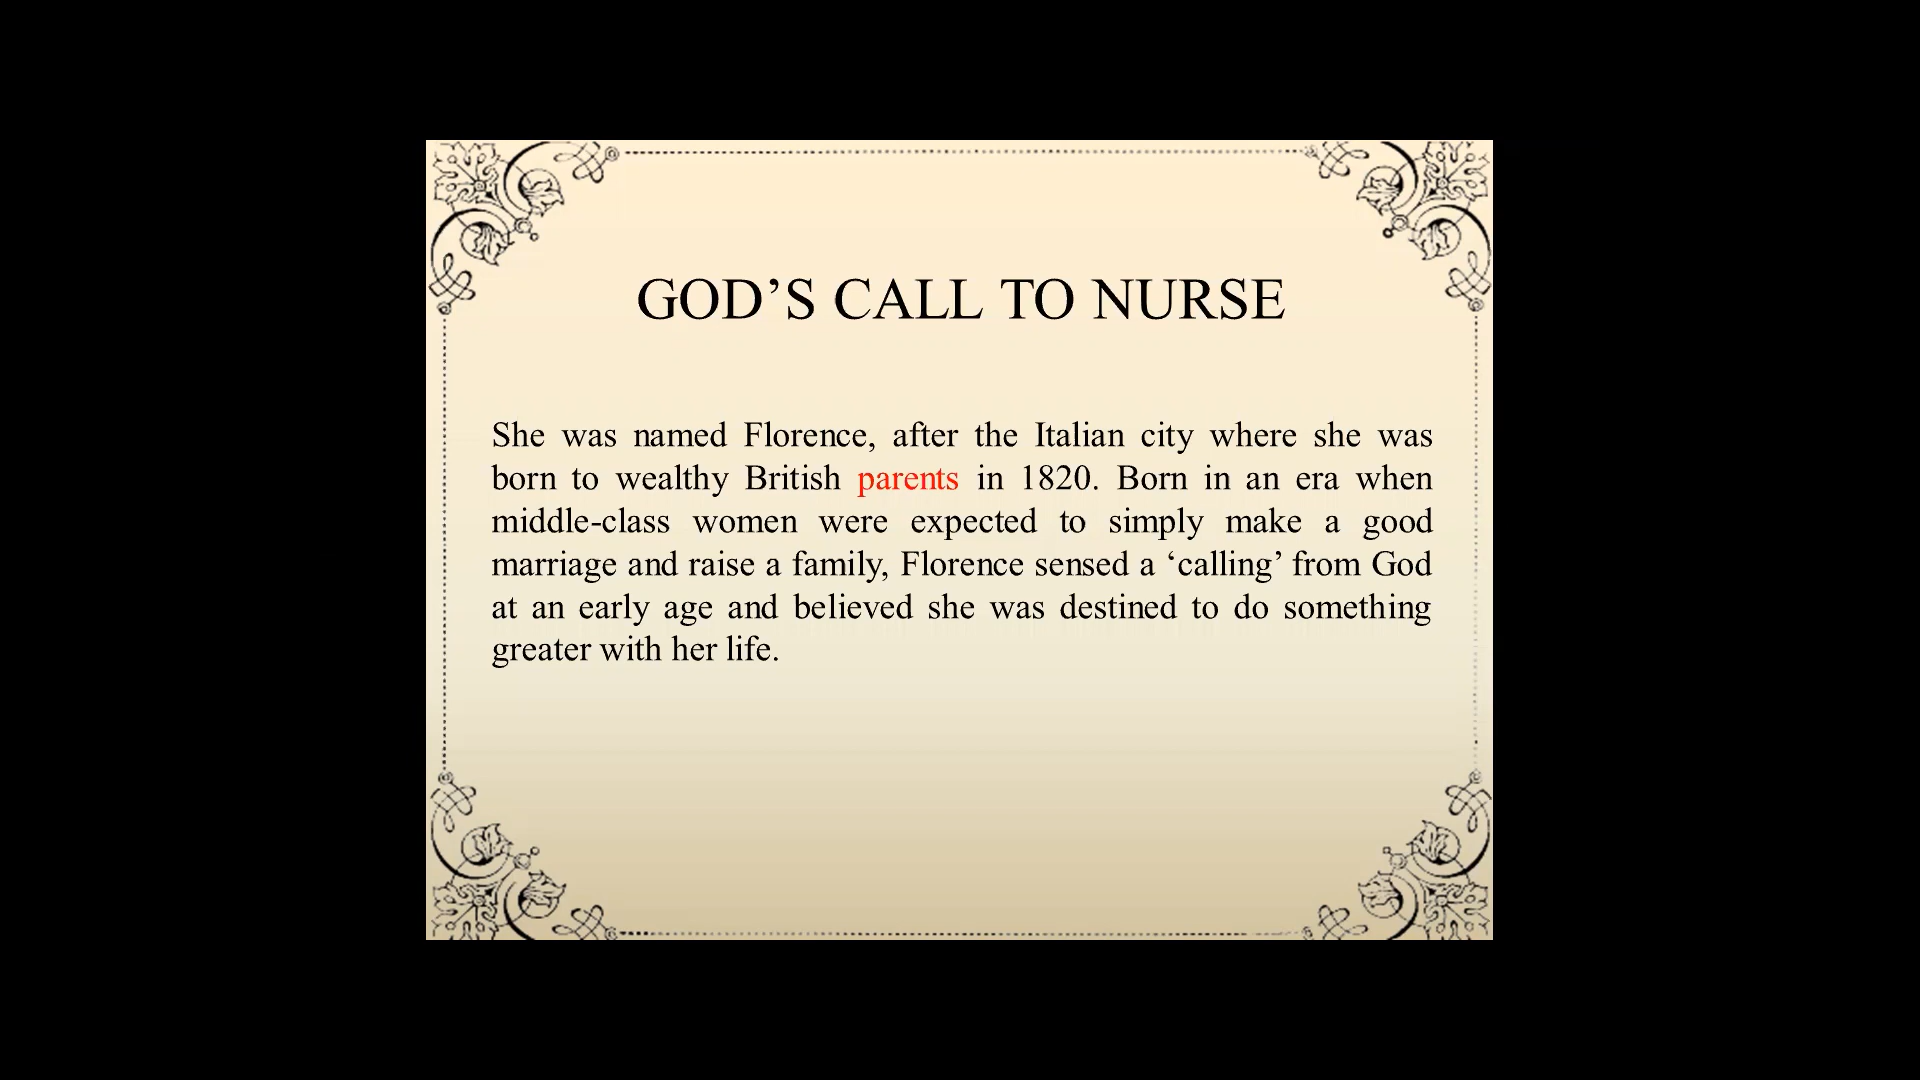 GOD’S CALL TO NURSE
She was named Florence, after the Italian city where she was
born to wealthy British parents in 1820. Born in an era when
middle-class women were expected to simply make a good
marriage and raise a family, Florence sensed a ‘calling’ from God
at an early age and believed she was destined to do something
greater with her life.